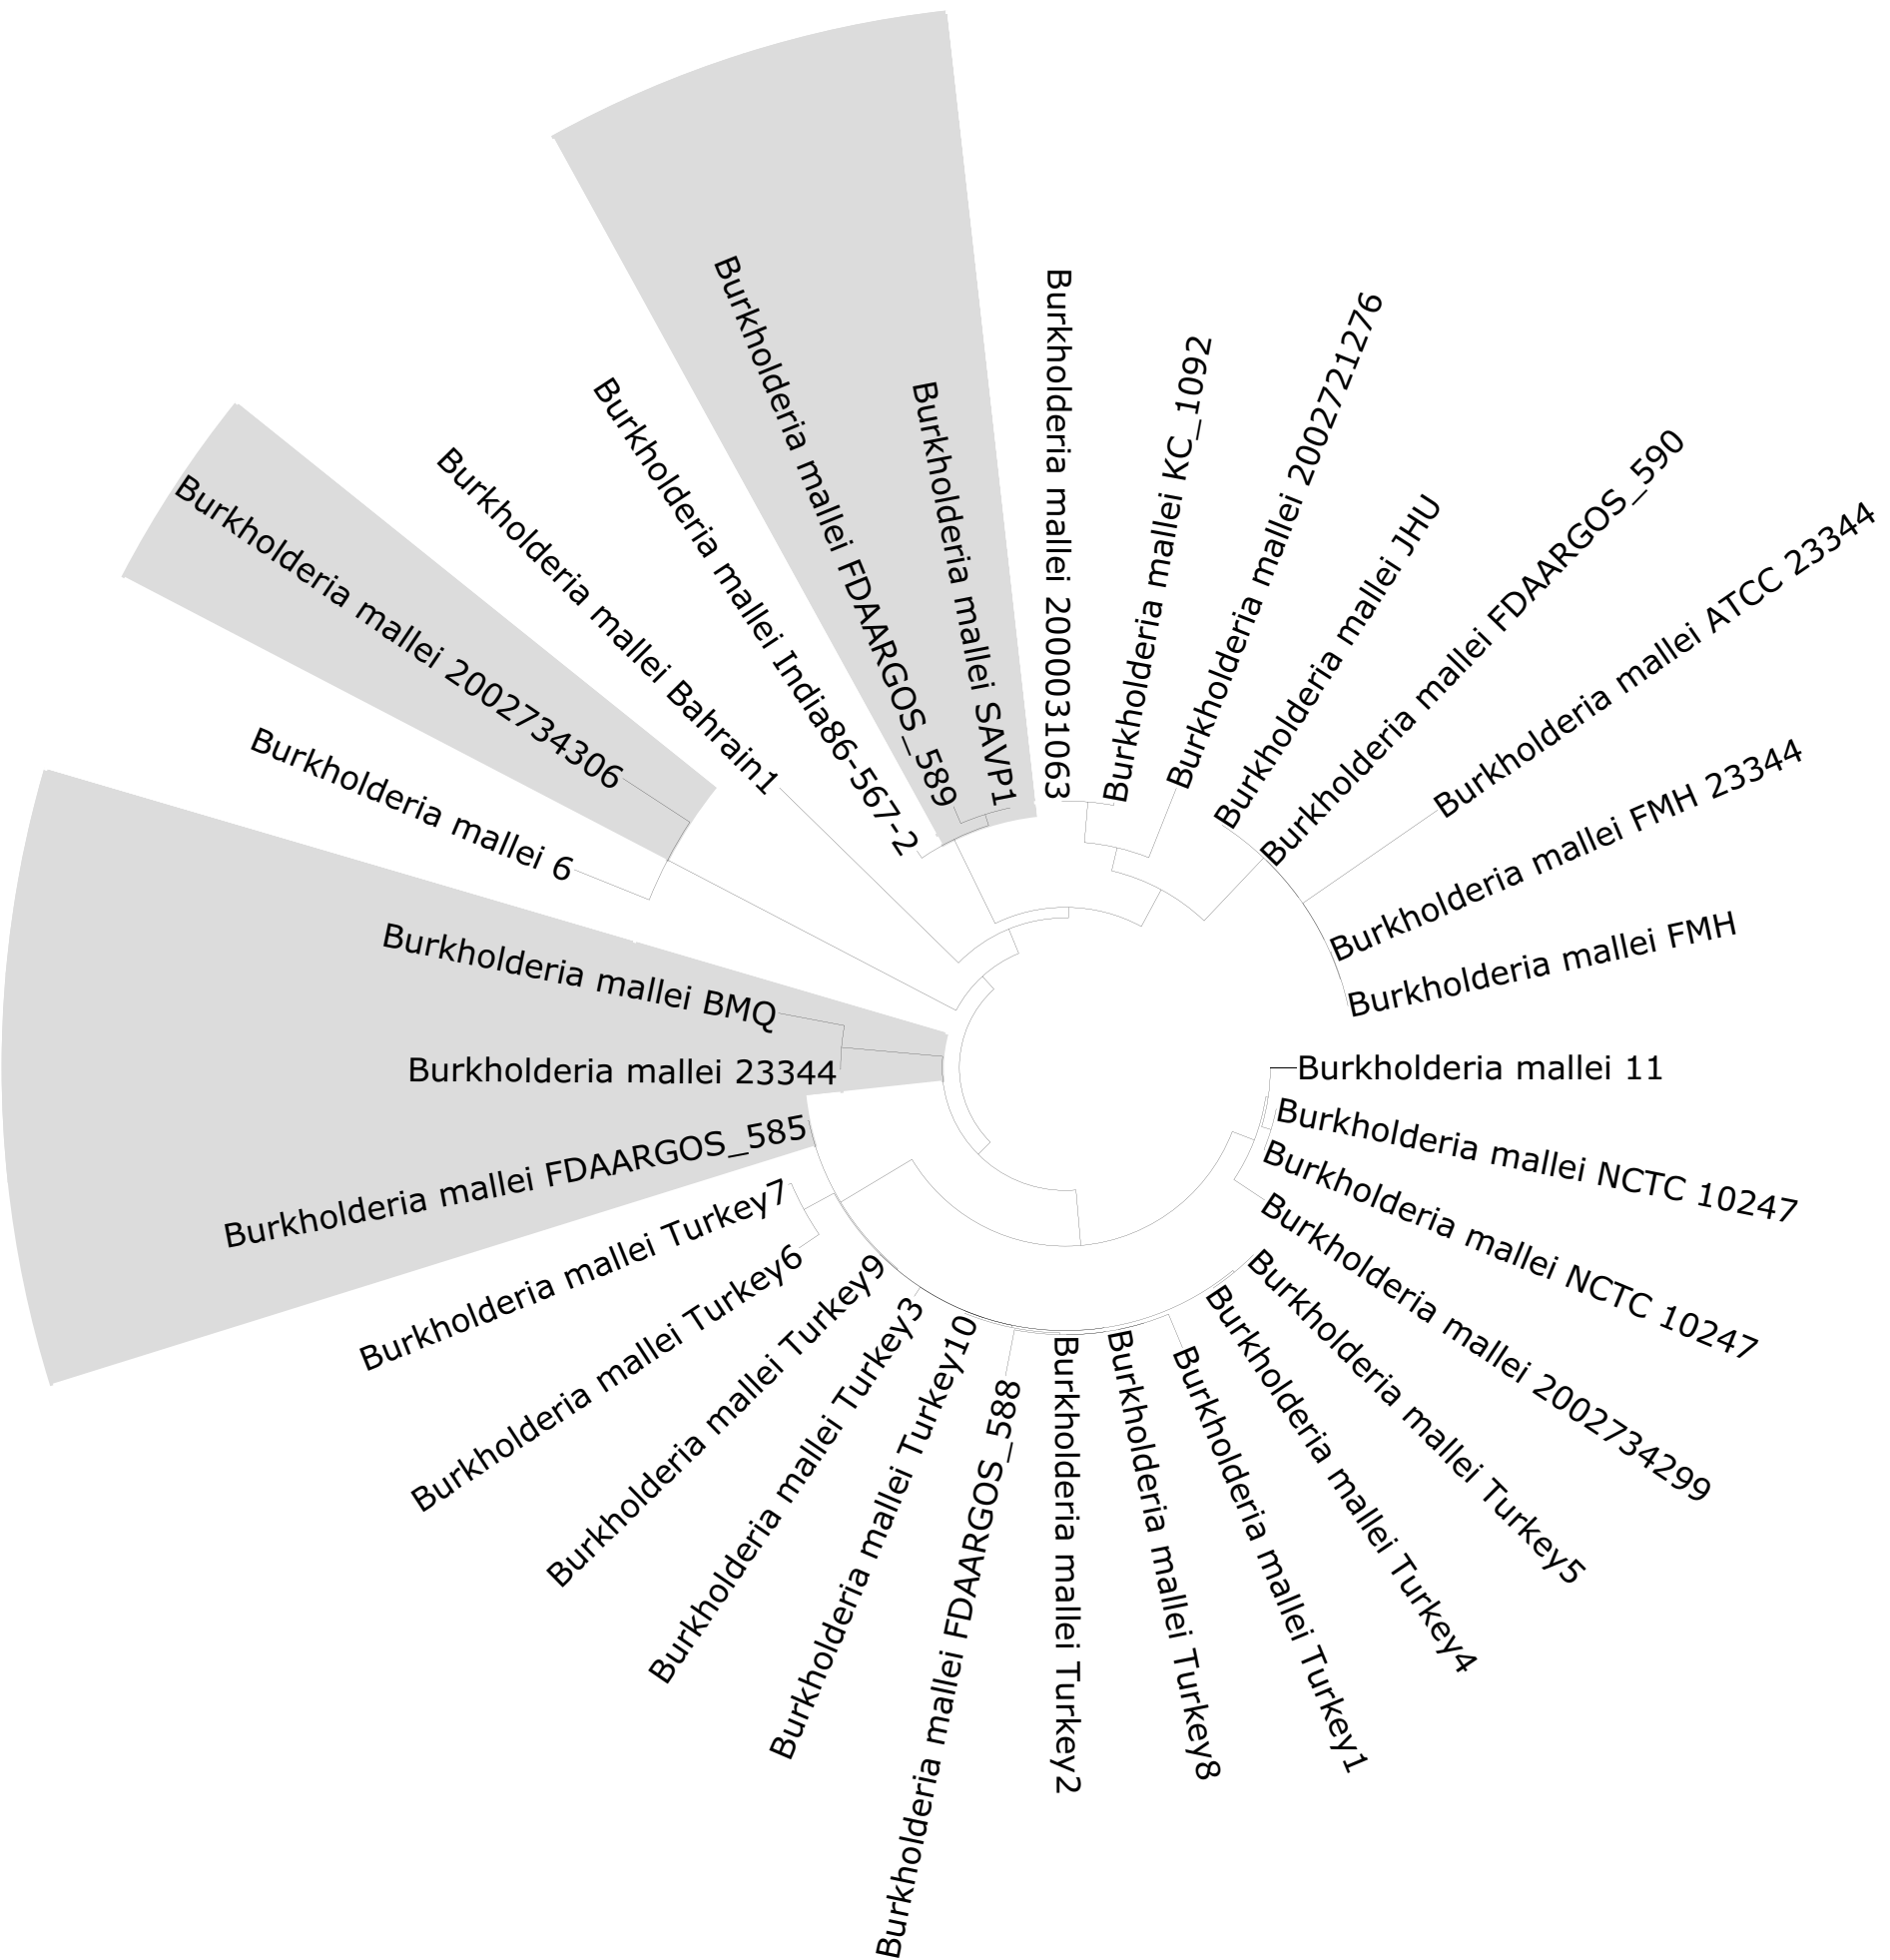 Burkholderia mallei 2000031063
Burkholderia mallei KC_1092
Burkholderia mallei 2002721276
Burkholderia mallei JHU
Burkholderia mallei FDAARGOS_590
Burkholderia mallei ATCC 23344
Burkholderia mallei FMH 23344
Burkholderia mallei FMH
Burkholderia mallei 11
Burkholderia mallei NCTC 10247
Burkholderia mallei NCTC 10247
Burkholderia mallei 2002734299
Burkholderia mallei Turkey5
Burkholderia mallei Turkey4
Burkholderia mallei Turkey1
Burkholderia mallei Turkey8
Burkholderia mallei Turkey2
Burkholderia mallei FDAARGOS_588
Burkholderia mallei Turkey10
Burkholderia mallei Turkey3
Burkholderia mallei Turkey9
Burkholderia mallei Turkey6
Burkholderia mallei Turkey7
Burkholderia mallei FDAARGOS_585
Burkholderia mallei 23344
Burkholderia mallei BMQ
Burkholderia mallei 6
Burkholderia mallei 2002734306
Burkholderia mallei Bahrain1
Burkholderia mallei India86-567-2
Burkholderia mallei FDAARGOS_589
Burkholderia mallei SAVP1